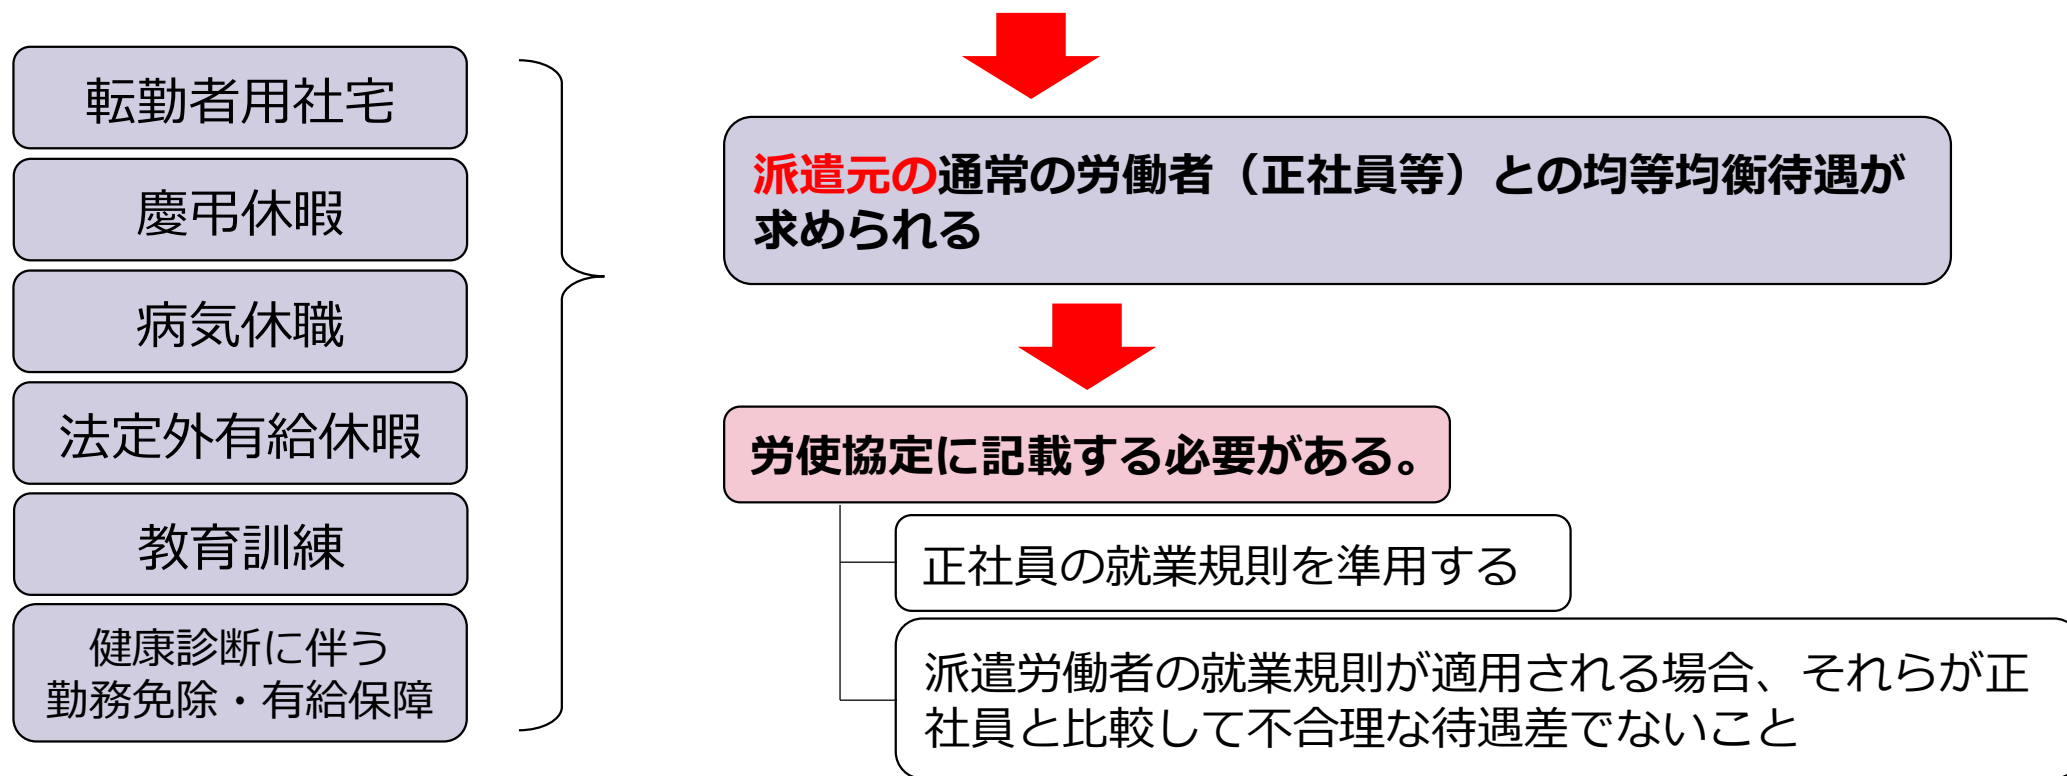 転勤者用社宅
慶弔休暇
病気休職
法定外有給休暇
教育訓練
健康診断に伴う
勤務免除・有給保障
派遣元の通常の労働者（正社員等）との均等均衡待遇が
求められる
労使協定に記載する必要がある。
正社員の就業規則を準用する
派遣労働者の就業規則が適用される場合、それらが正
社員と比較して不合理な待遇差でないこと